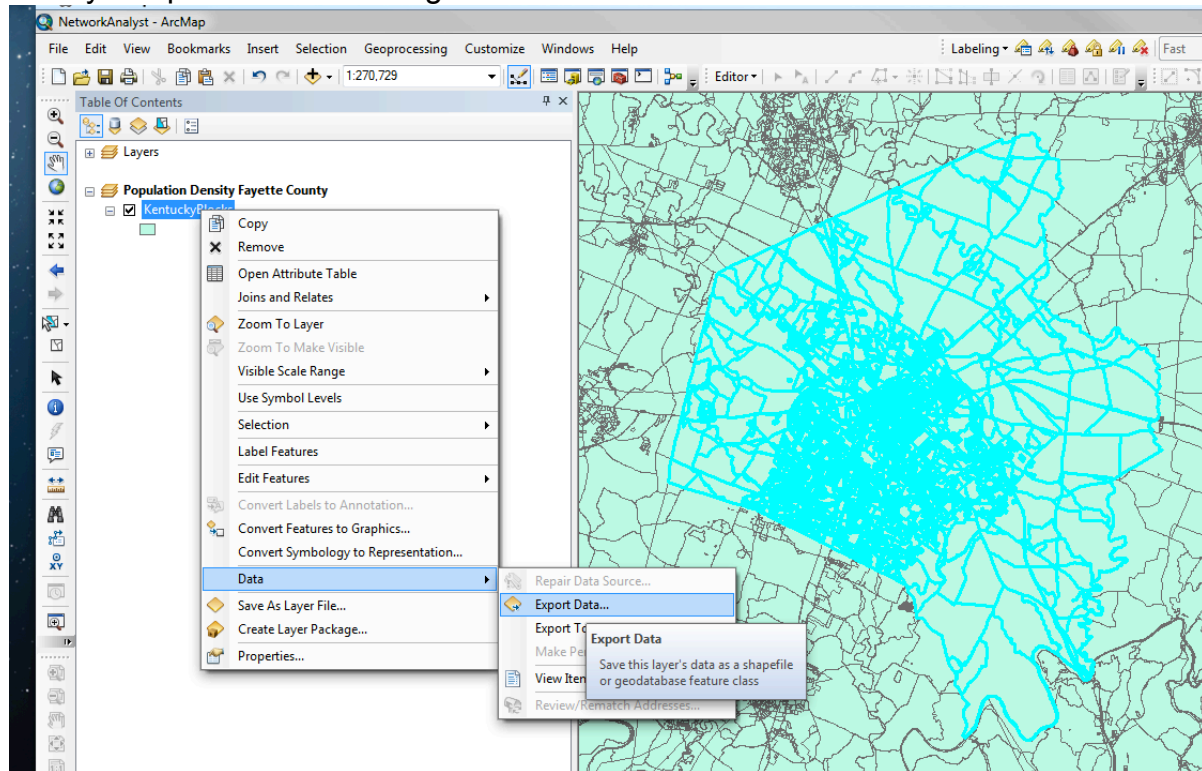 NetworkAnalyst - ArcMap
File Edit View Bookmarks Insert Selection Geoprocessing Customize Windows Help
Labeling Fast
1:270,729
Editor
Table Of Contents
Layers
Population Density Fayette County
KentuckyBlocks
Copy
Remove
Open Attribute Table
Joins and Relates
Zoom To Layer
Zoom To Make Visible
Visible Scale Range
Use Symbol Levels
Selection
Label Features
Edit Features
Convert Labels to Annotation...
Convert Features to Graphics...
Convert Symbology to Representation...
Data
Save As Layer File...
Create Layer Package...
Properties...
Repair Data Source...
Export Data...
Export To
Make Per
View Item
Review/Rematch Addresses...
Export Data
Save this layer's data as a shapefile
or geodatabase feature class
XY